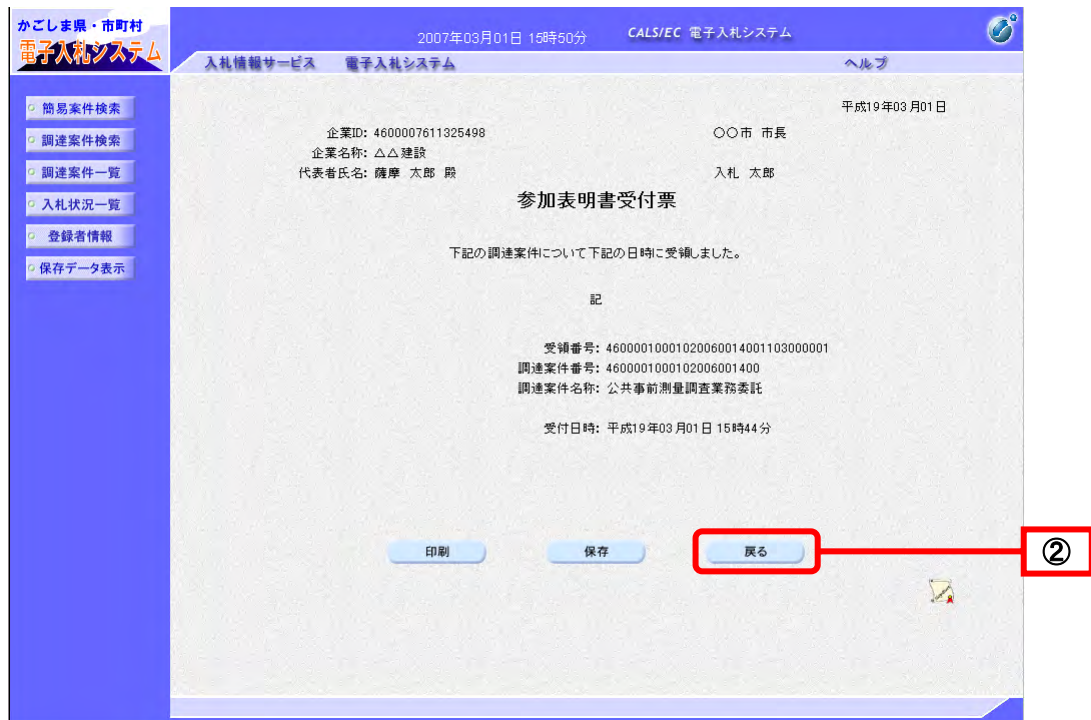 かごしま県・市町村
電子入札システム
2007年03月01日 15時50分 CALS/EC 電子入札システム
入札情報サービス 電子入札システム ヘルプ
簡易案件検索
調達案件検索
調達案件一覧
入札状況一覧
登録者情報
保存データ表示
平成19年03月01日
企業ID: 4600007611325498 〇〇市 市長
企業名称: △△建設
代表者氏名: 薩摩 太郎 殿 入札 太郎
参加表明書受付票
下記の調達案件について下記の日時に受領しました。
記
受領番号: 46000010001020060014001103000001
調達案件番号: 4600001000102006001400
調達案件名称: 公共事前測量調査業務委託
受付日時: 平成19年03月01日 15時44分
印刷 保存 戻る ②